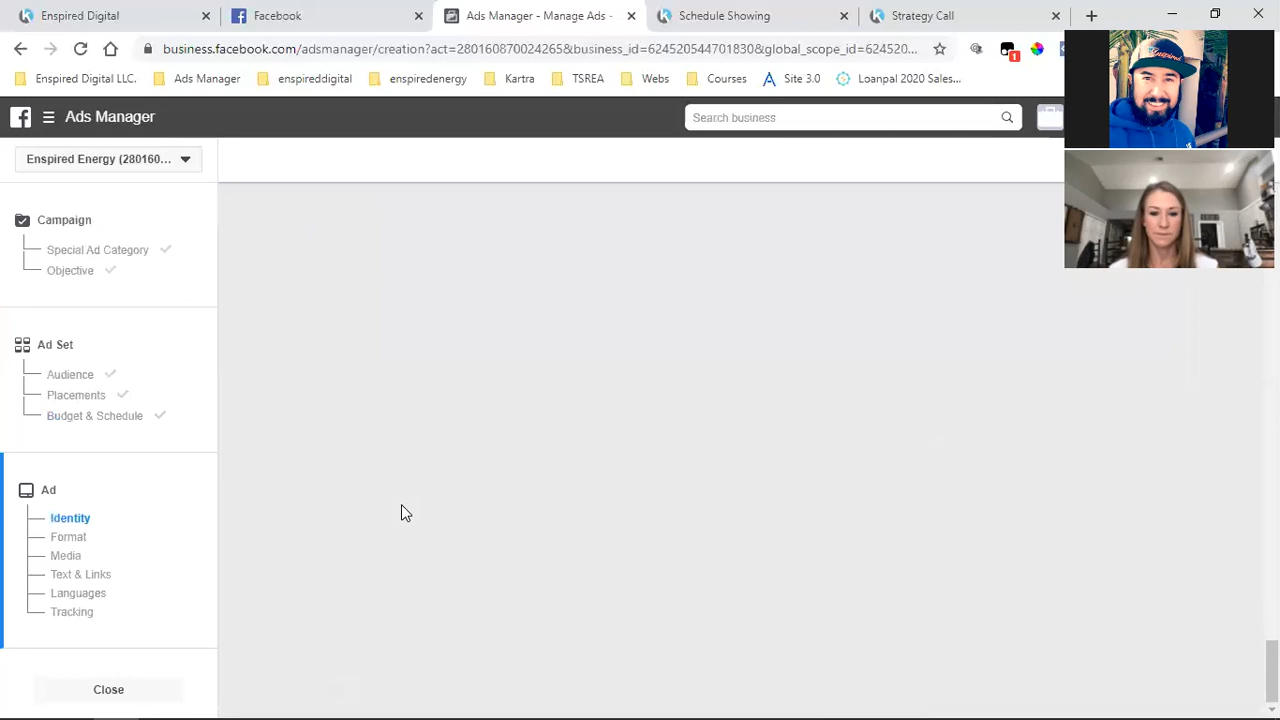 Enspired Digital
Facebook
Ads Manager - Manage Ads -
Schedule Showing
Strategy Call
business.facebook.com/adsmanager/creation?act=280160870024265&business_id=624520544701830&global_scope_id=62452...
1
Enspired Digital LLC.
Ads Manager
enspireddigital
enspiredenergy
Kartra
TSREA
Webs
Courses
Site 3.0
Lonpal 2020 Sales...
Ads Manager
Search business
Enspired Energy (280160...
Campaign
Special Ad Category
Objective
Ad Set
Audience
Placements
Budget & Schedule
Ad
Identity
Format
Media
Text & Links
Languages
Tracking
Close